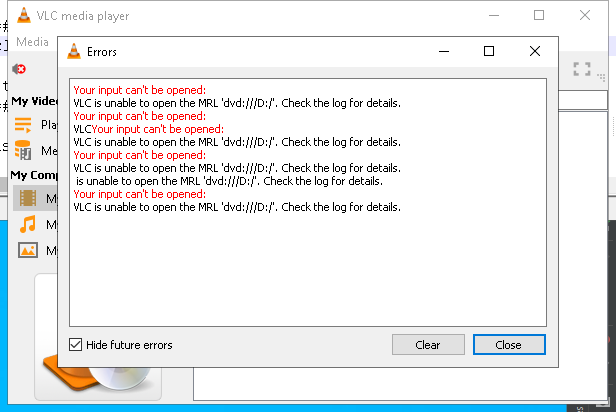 VLC media player
Media
Errors
Your input can't be opened:
VLC is unable to open the MRL 'dvd:///D:/'. Check the log for details.
Your input can't be opened:
VLCYour input can't be opened:
VLC is unable to open the MRL 'dvd:///D:/'. Check the log for details.
Your input can't be opened:
VLC is unable to open the MRL 'dvd:///D:/'. Check the log for details.
is unable to open the MRL 'dvd:///D:/'. Check the log for details.
Your input can't be opened:
VLC is unable to open the MRL 'dvd:///D:/'. Check the log for details.
My Video
Pla
Me
My Comp
My
My
My
Hide future errors
Clear
Close